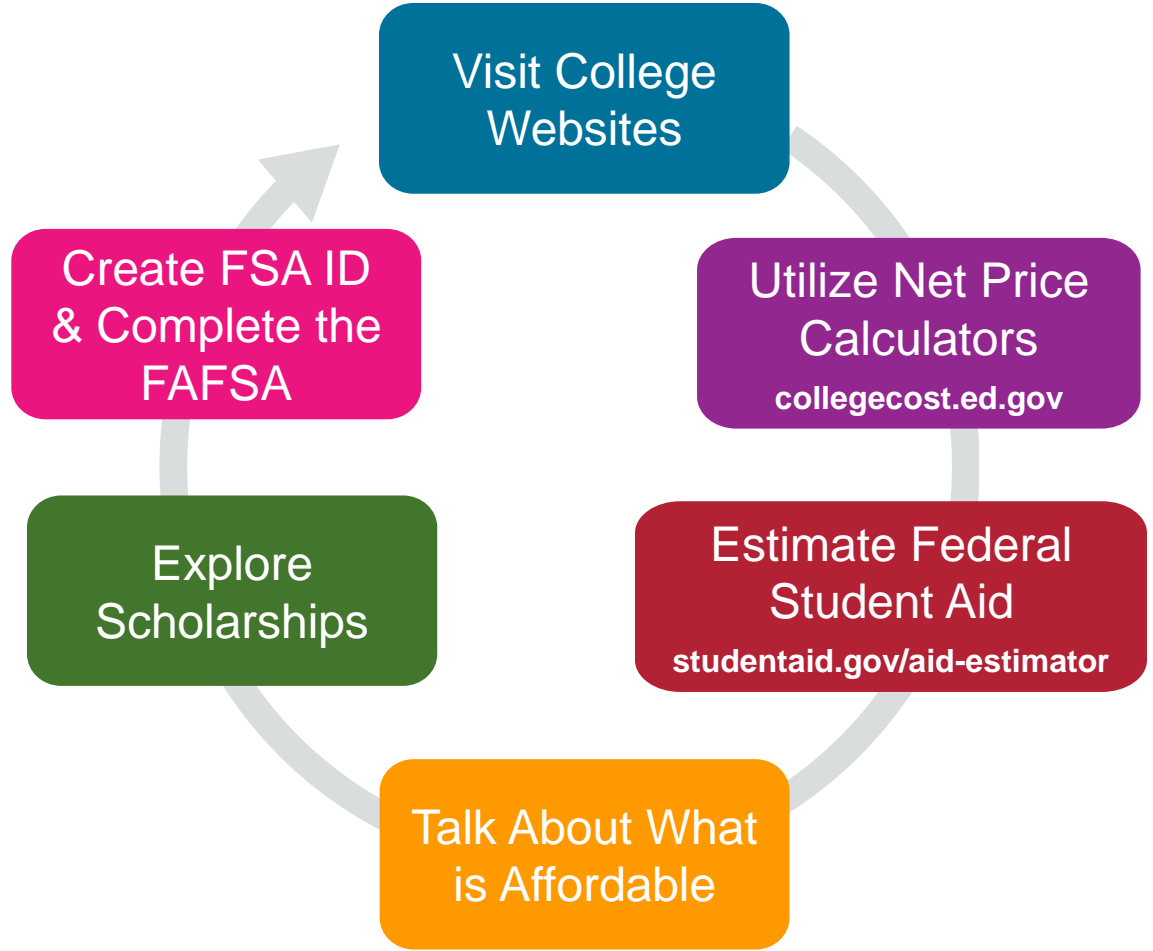 Visit College
Websites
Utilize Net Price
Calculators
collegecost.ed.gov
Estimate Federal
Student Aid
studentaid.gov/aid-estimator
Talk About What
is Affordable
Explore
Scholarships
Create FSA ID
& Complete the
FAFSA